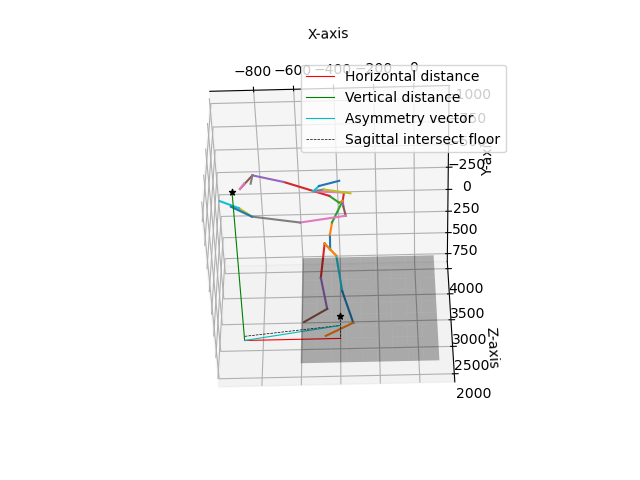 X-axis
−800 −600 −400 −200 0
Horizontal distance
Vertical distance
Asymmetry vector
Sagittal intersect floor
1000
−250
Y-axis
0
250
500
750
4000
3500
3000
2500
2000
Z-axis